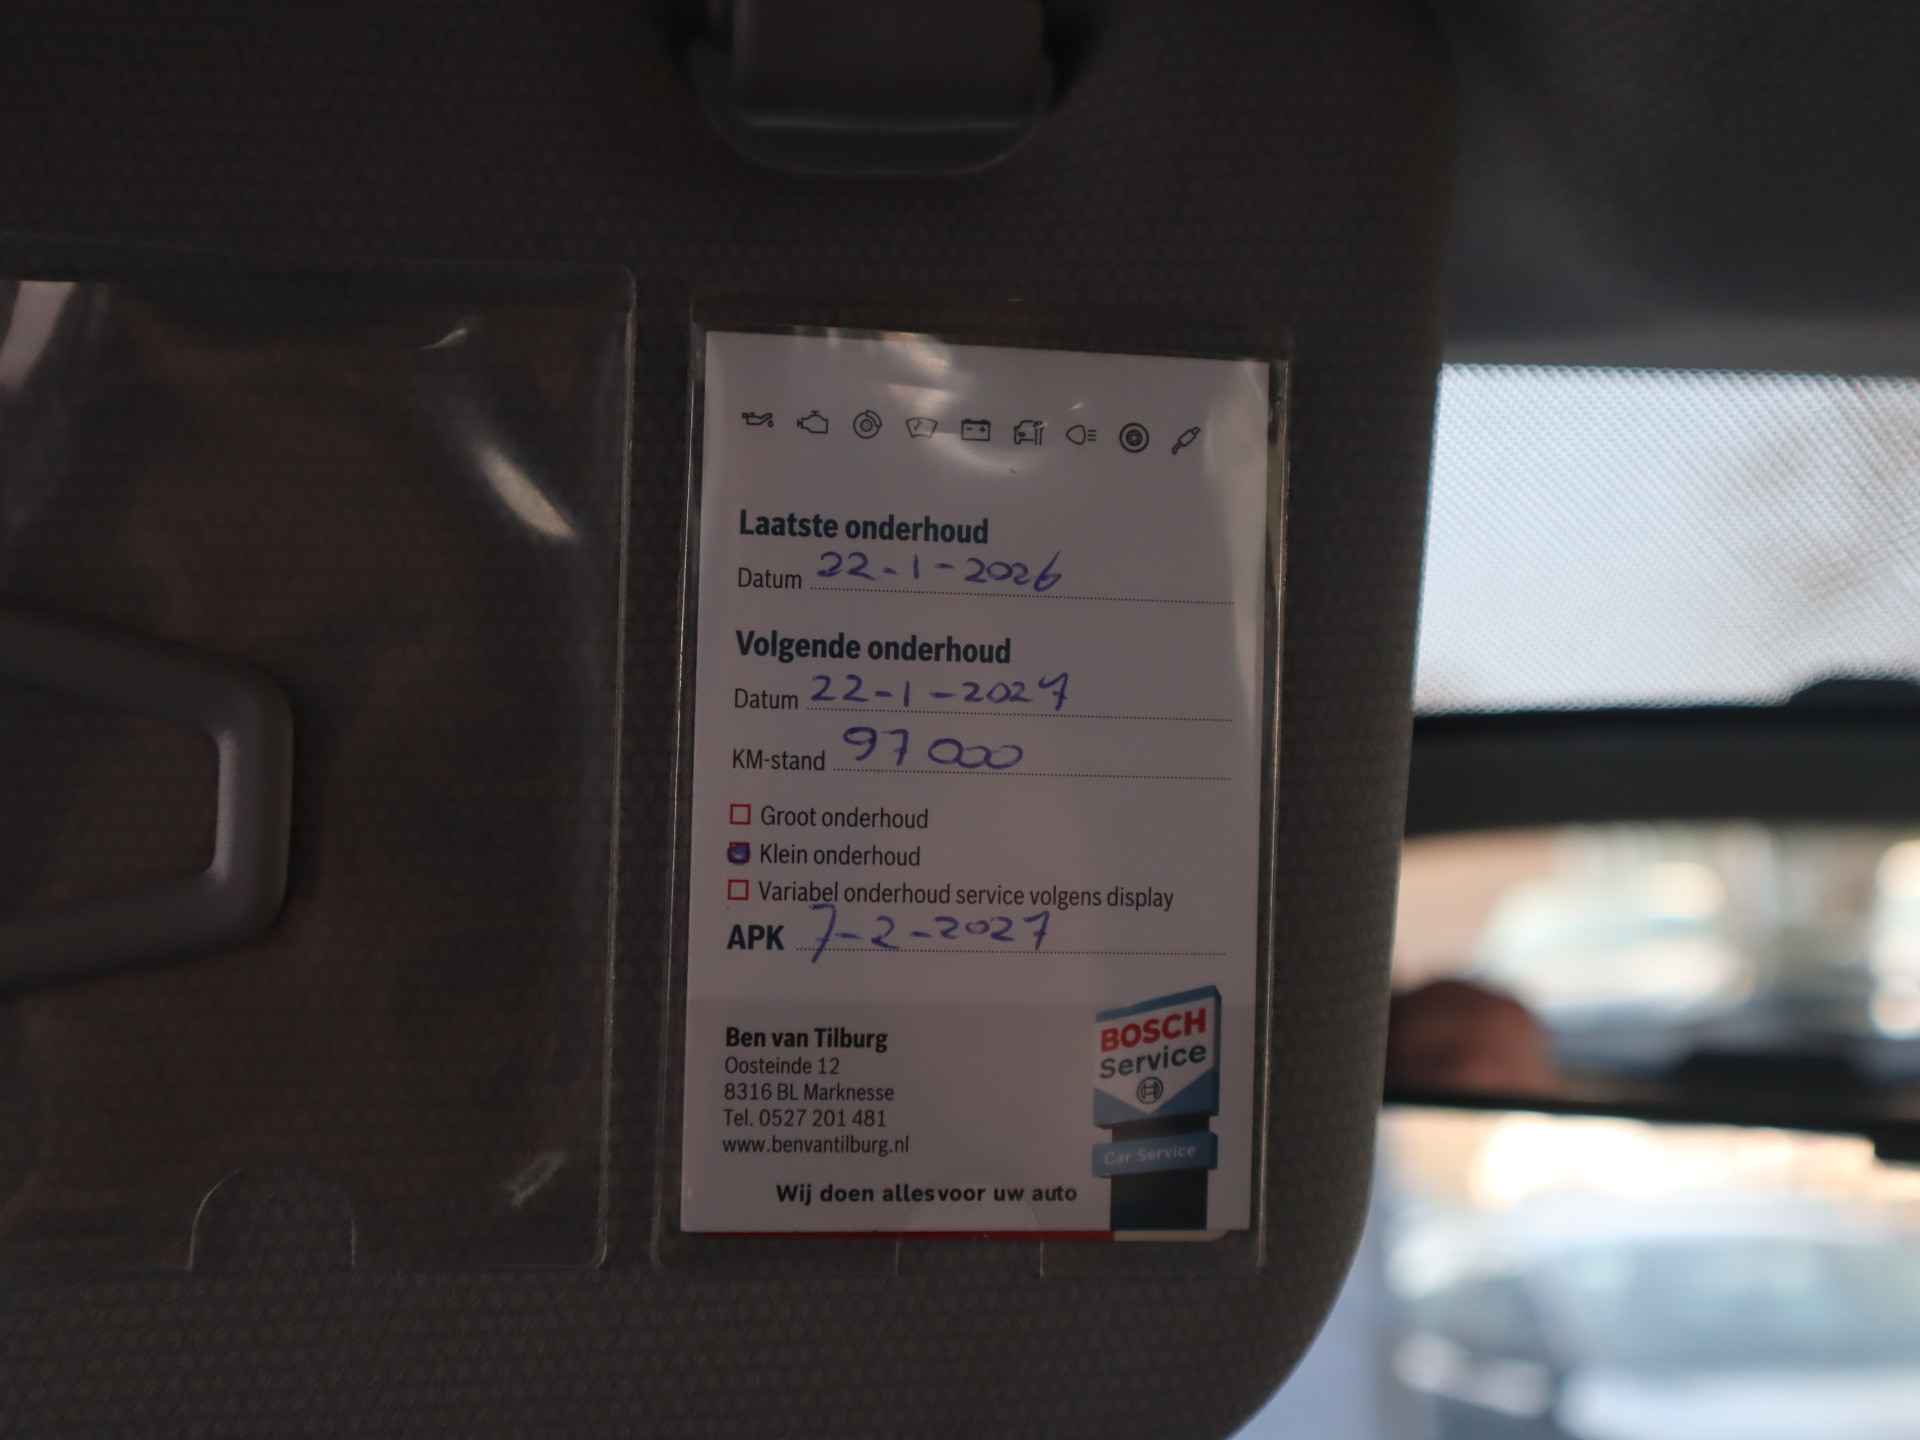 Laatste onderhoud
Datum 22-1-2026
Volgende onderhoud
Datum 22-1-2027
KM-stand 97000
Groot onderhoud
Klein onderhoud
Variabel onderhoud service volgens display
APK 7-2-2027
Ben van Tilburg
Oosteinde 12
8316 BL Marknesse
Tel. 0527 201 481
www.benvantilburg.nl
BOSCH
Service
Car Service
Wij doen alles voor uw auto